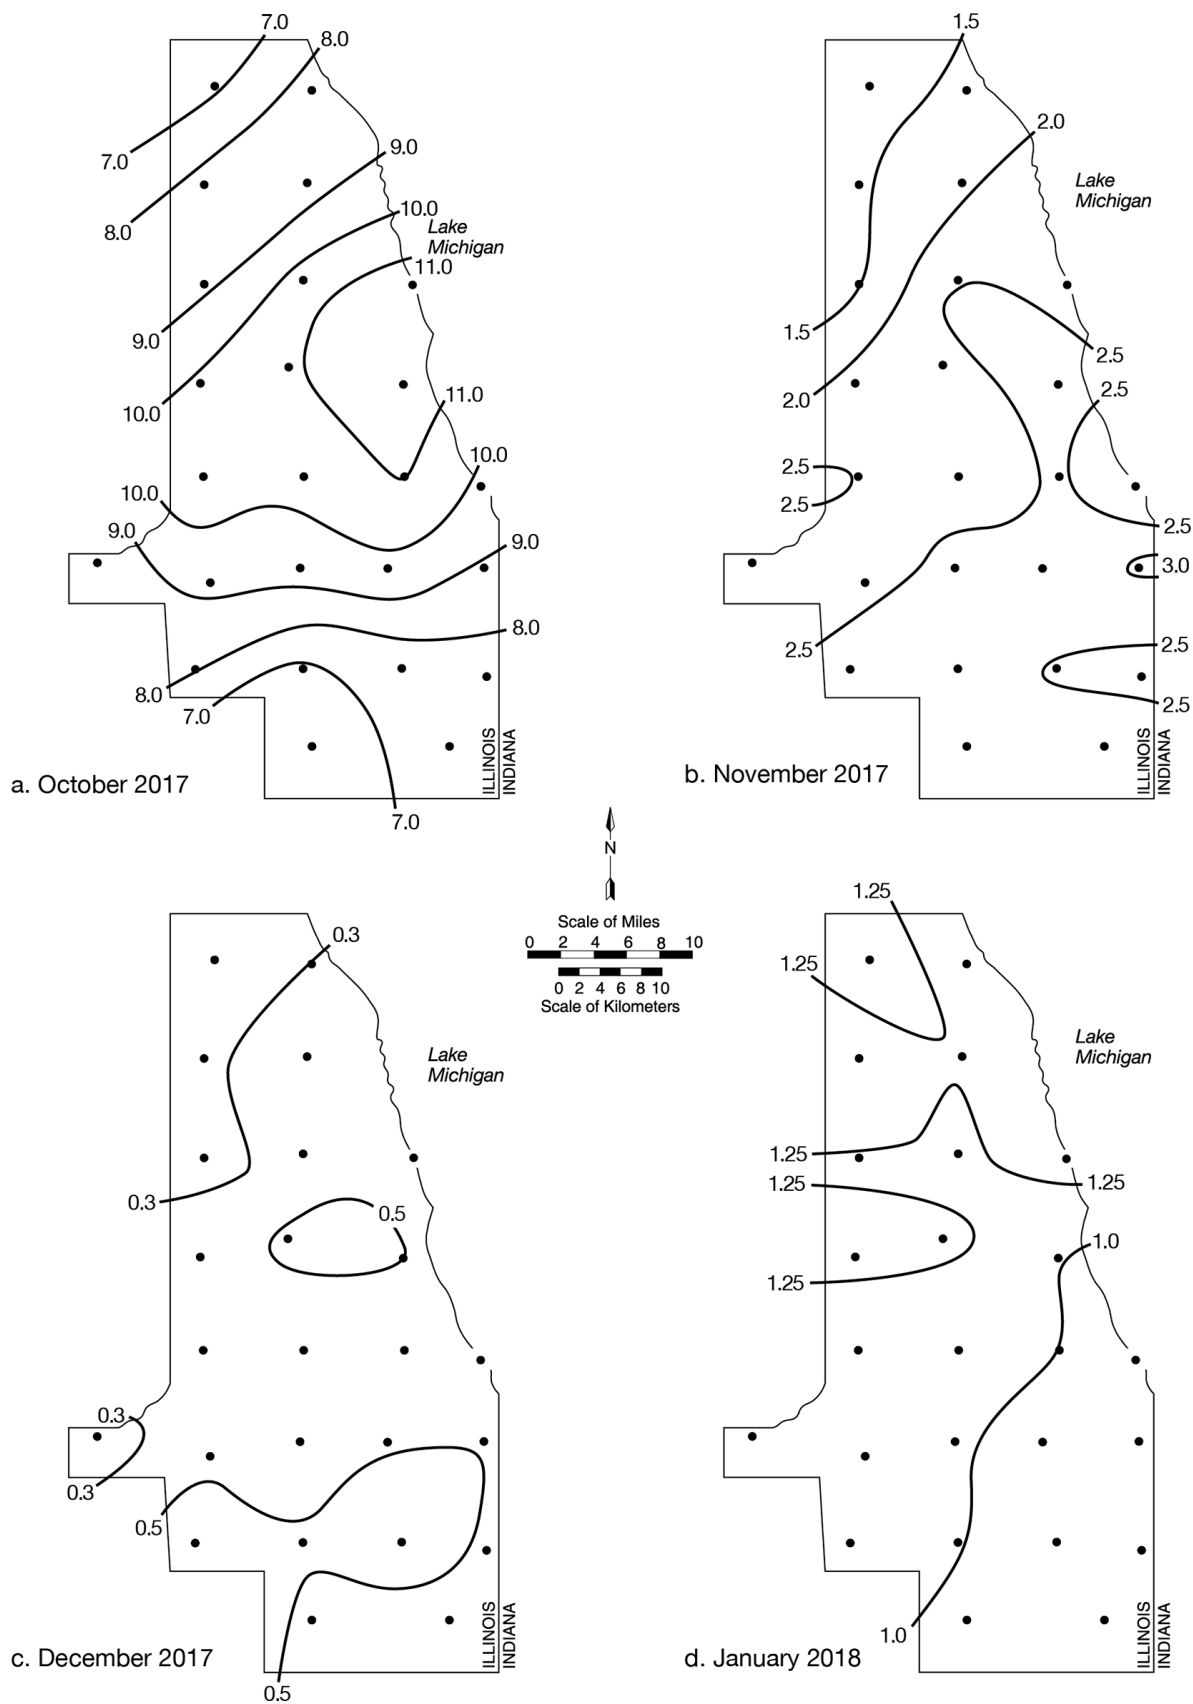 7.0
8.0
7.0
8.0
9.0
10.0
Lake
Michigan
11.0
9.0
10.0
11.0
10.0
10.0
9.0
9.0
8.0
8.0
7.0
7.0
ILLINOIS
INDIANA
a. October 2017
1.5
2.0
Lake
Michigan
1.5
2.5
2.0
2.5
2.5
2.5
2.5
3.0
2.5
2.5
2.5
ILLINOIS
INDIANA
b. November 2017
N
Scale of Miles
0 2 4 6 8 10
0 2 4 6 8 10
Scale of Kilometers
0.3
Lake
Michigan
0.3
0.5
0.3
0.3
0.5
0.5
ILLINOIS
INDIANA
c. December 2017
1.25
1.25
Lake
Michigan
1.25
1.25
1.25
1.0
1.25
1.0
ILLINOIS
INDIANA
d. January 2018